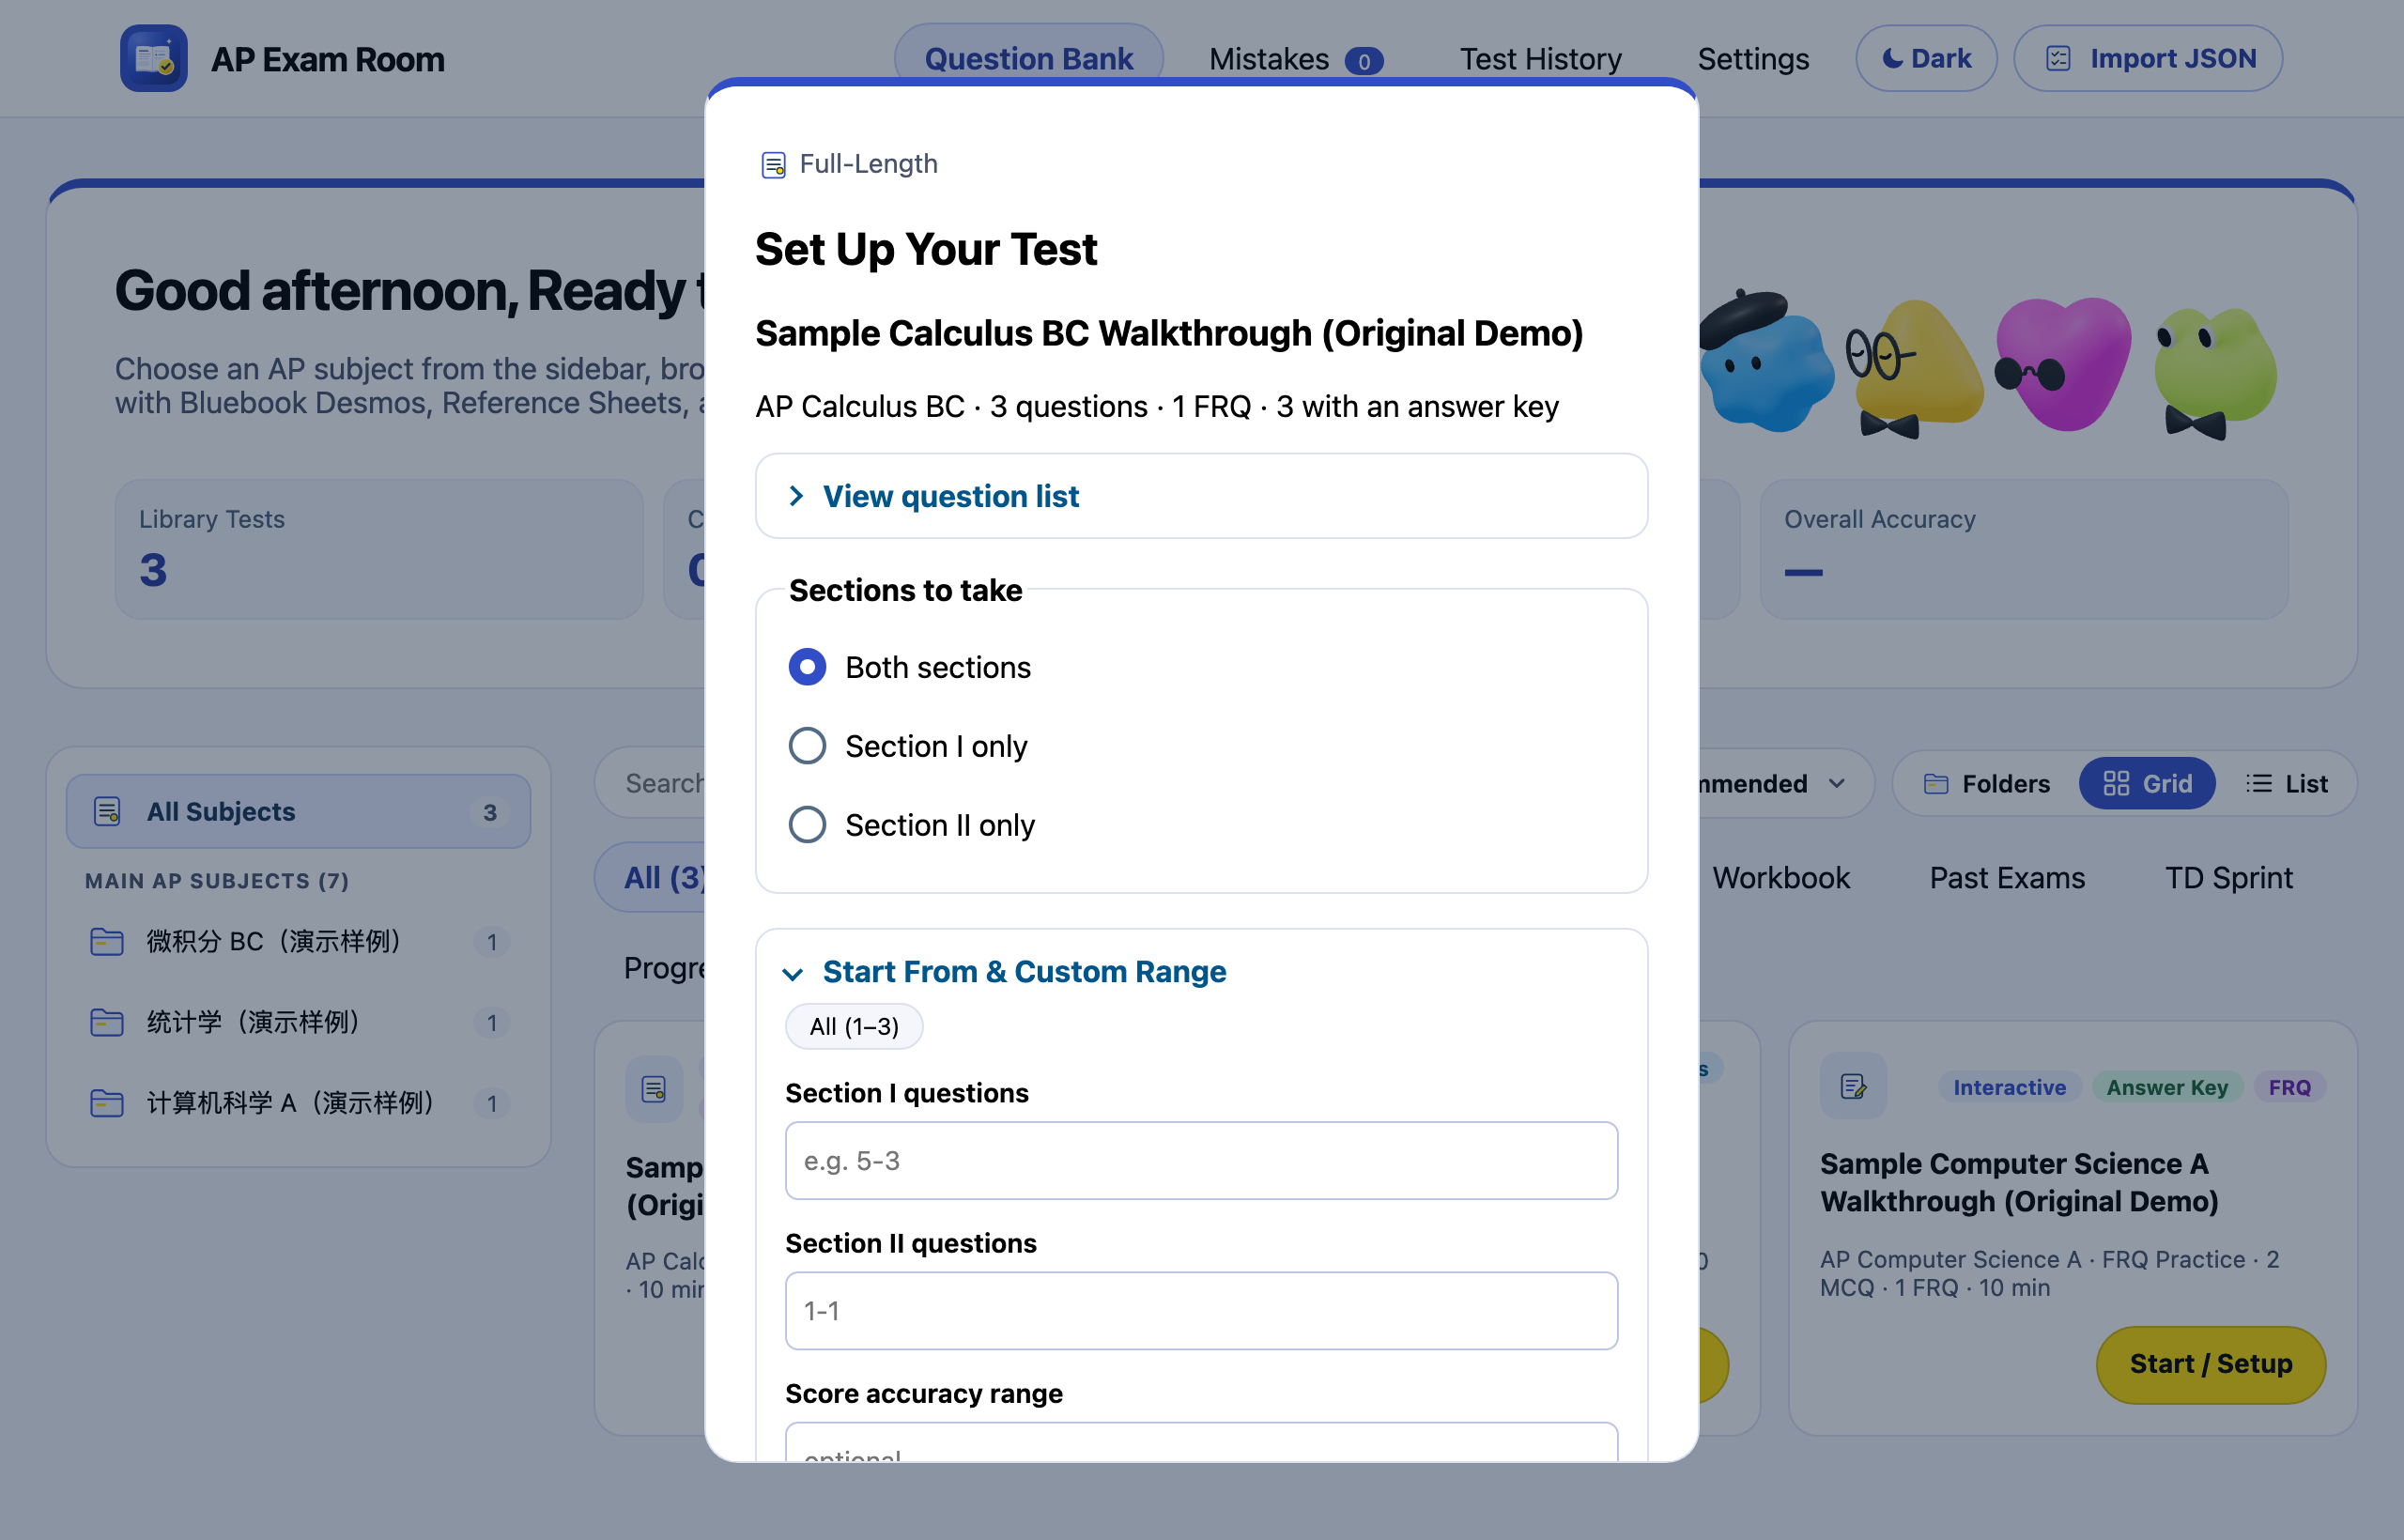 AP Exam Room
Question Bank
Mistakes 0
Test History
Settings
Dark
Import JSON
Full-Length
Set Up Your Test
Sample Calculus BC Walkthrough (Original Demo)
AP Calculus BC · 3 questions · 1 FRQ · 3 with an answer key
View question list
Sections to take
Both sections
Section I only
Section II only
Start From & Custom Range
All (1–3)
Section I questions
e.g. 5-3
Section II questions
1-1
Score accuracy range
optional
Good afternoon, Ready
Choose an AP subject from the sidebar,
with Bluebook Desmos, Reference Sheets,
Library Tests
3
Overall Accuracy
—
All Subjects 3
MAIN AP SUBJECTS (7)
微积分 BC（演示样例） 1
统计学（演示样例） 1
计算机科学 A（演示样例） 1
Search
Folders
Grid
List
All (3)
Workbook
Past Exams
TD Sprint
Interactive
Answer Key
FRQ
Sample Computer Science A
Walkthrough (Original Demo)
AP Computer Science A · FRQ Practice · 2
MCQ · 1 FRQ · 10 min
Start / Setup
AP
· 10 min